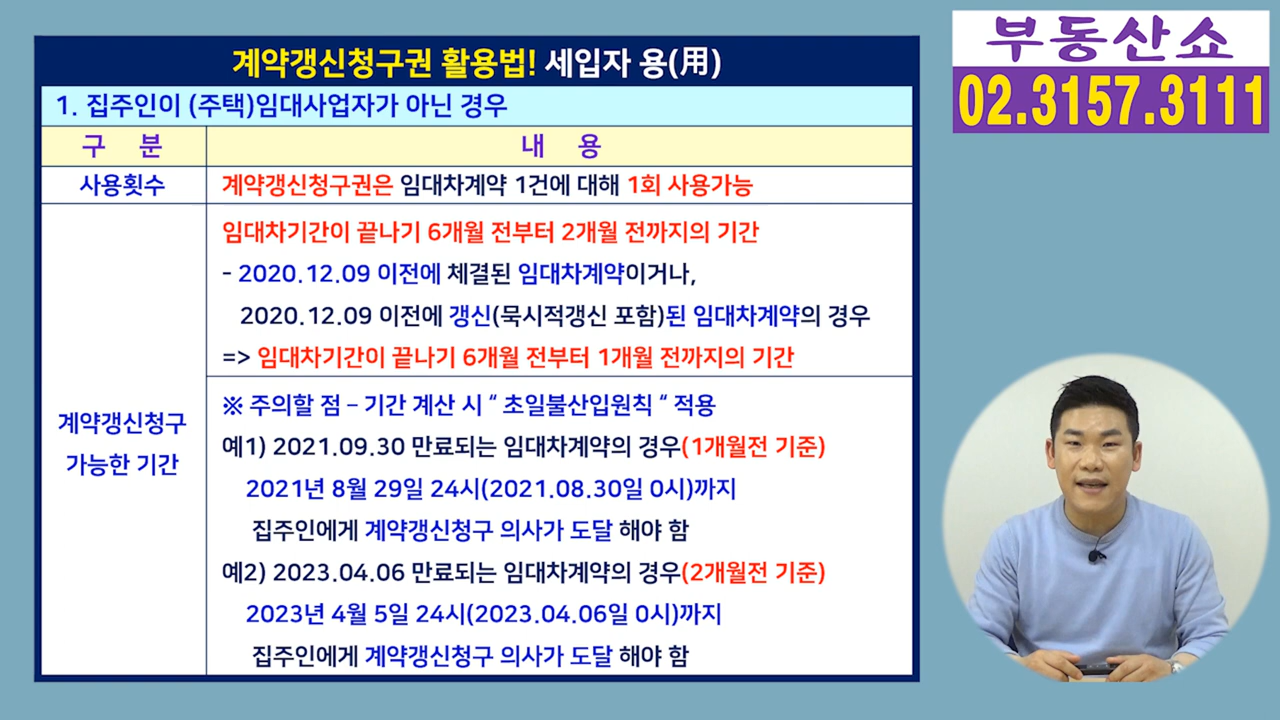 계약갱신청구권 활용법! 세입자 용(用)
1. 집주인이 (주택)임대사업자가 아닌 경우
구 분
내 용
사용횟수
계약갱신청구권은 임대차계약 1건에 대해 1회 사용가능
계약갱신청구
가능한 기간
임대차기간이 끝나기 6개월 전부터 2개월 전까지의 기간
- 2020.12.09 이전에 체결된 임대차계약이거나,
2020.12.09 이전에 갱신(묵시적갱신 포함)된 임대차계약의 경우
=> 임대차기간이 끝나기 6개월 전부터 1개월 전까지의 기간
※ 주의할 점 – 기간 계산 시 “ 초일불산입원칙 “ 적용
예1) 2021.09.30 만료되는 임대차계약의 경우(1개월전 기준)
2021년 8월 29일 24시(2021.08.30일 0시)까지
집주인에게 계약갱신청구 의사가 도달 해야 함
예2) 2023.04.06 만료되는 임대차계약의 경우(2개월전 기준)
2023년 4월 5일 24시(2023.04.06일 0시)까지
집주인에게 계약갱신청구 의사가 도달 해야 함
부동산쇼
02.3157.3111